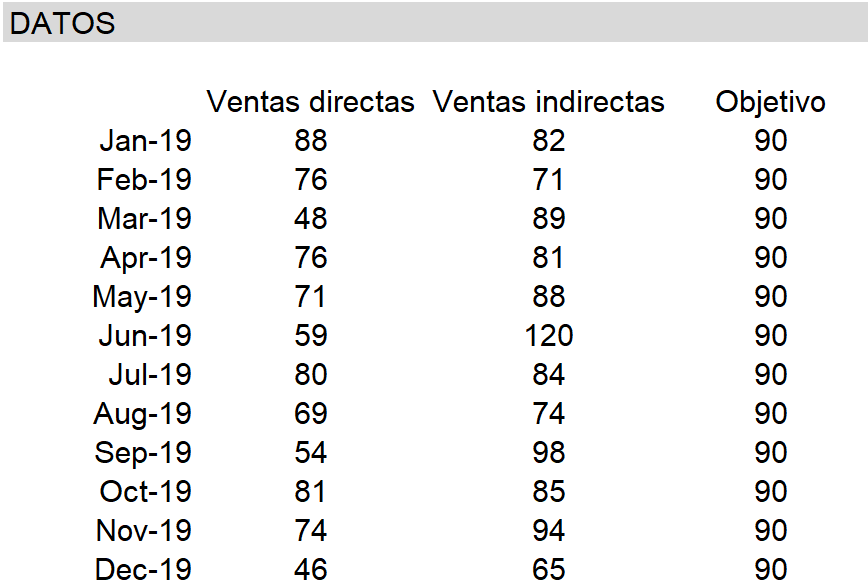 DATOS
Ventas directas Ventas indirectas Objetivo
Jan-19 88 82 90
Feb-19 76 71 90
Mar-19 48 89 90
Apr-19 76 81 90
May-19 71 88 90
Jun-19 59 120 90
Jul-19 80 84 90
Aug-19 69 74 90
Sep-19 54 98 90
Oct-19 81 85 90
Nov-19 74 94 90
Dec-19 46 65 90